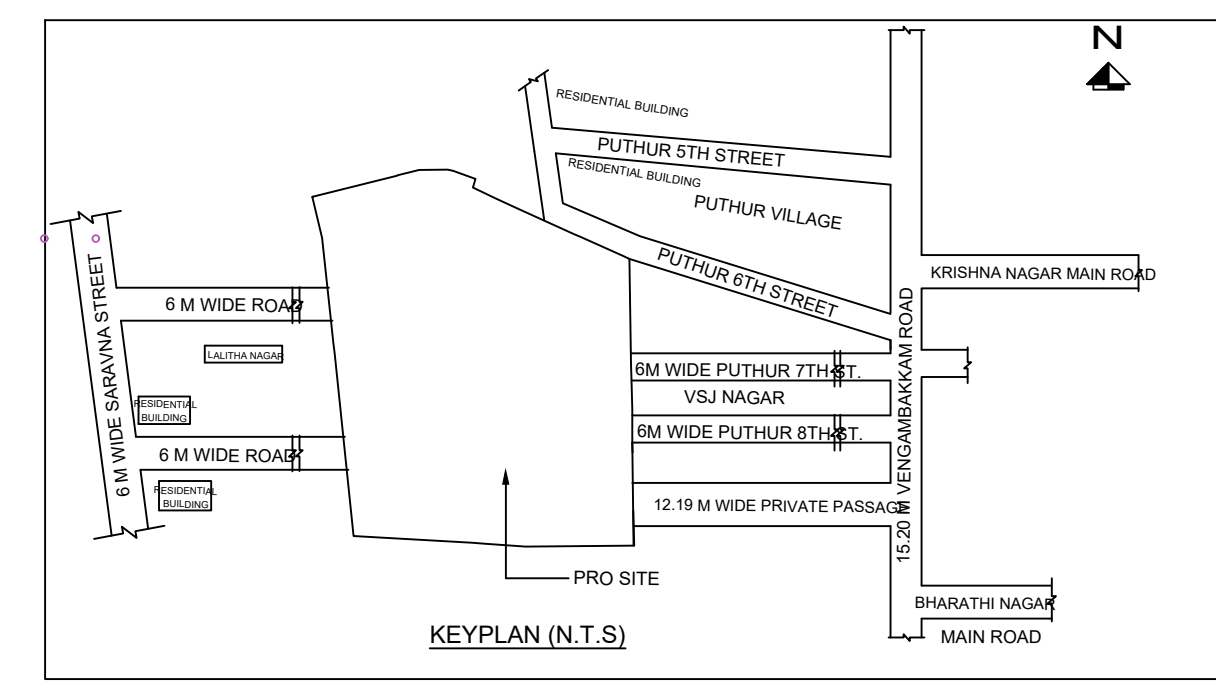 N
RESIDENTIAL BUILDING
PUTHUR 5TH STREET
RESIDENTIAL BUILDING
PUTHUR VILLAGE
PUTHUR 6TH STREET
KRISHNA NAGAR MAIN ROAD
6 M WIDE SARAVNA STREET
6 M WIDE ROAD
LALITHA NAGAR
RESIDENTIAL
BUILDING
6 M WIDE ROAD
RESIDENTIAL
BUILDING
6M WIDE PUTHUR 7TH ST.
VSJ NAGAR
6M WIDE PUTHUR 8TH ST.
12.19 M WIDE PRIVATE PASSAGE
15.20 M VENGAMBAKKAM ROAD
PRO SITE
BHARATHI NAGAR
MAIN ROAD
KEYPLAN (N.T.S)